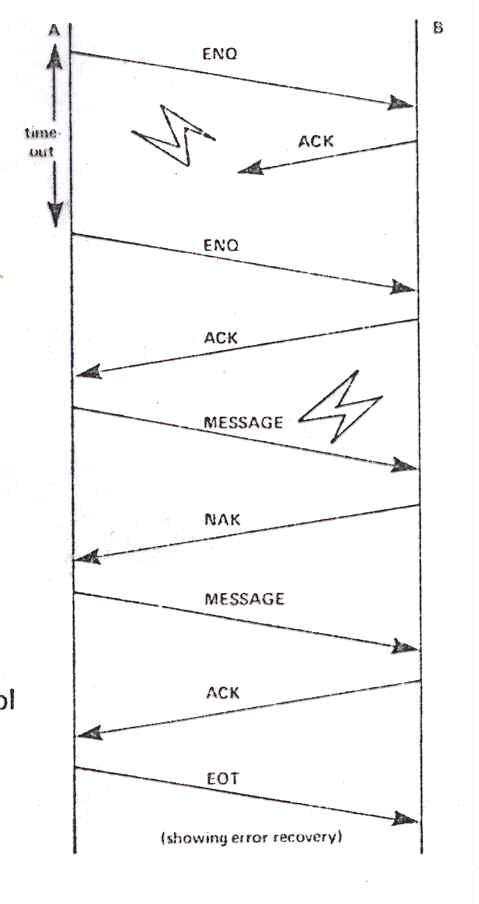 A
B
ENQ
time-
out
ACK
ENQ
ACK
MESSAGE
NAK
MESSAGE
ACK
EOT
(showing error recovery)